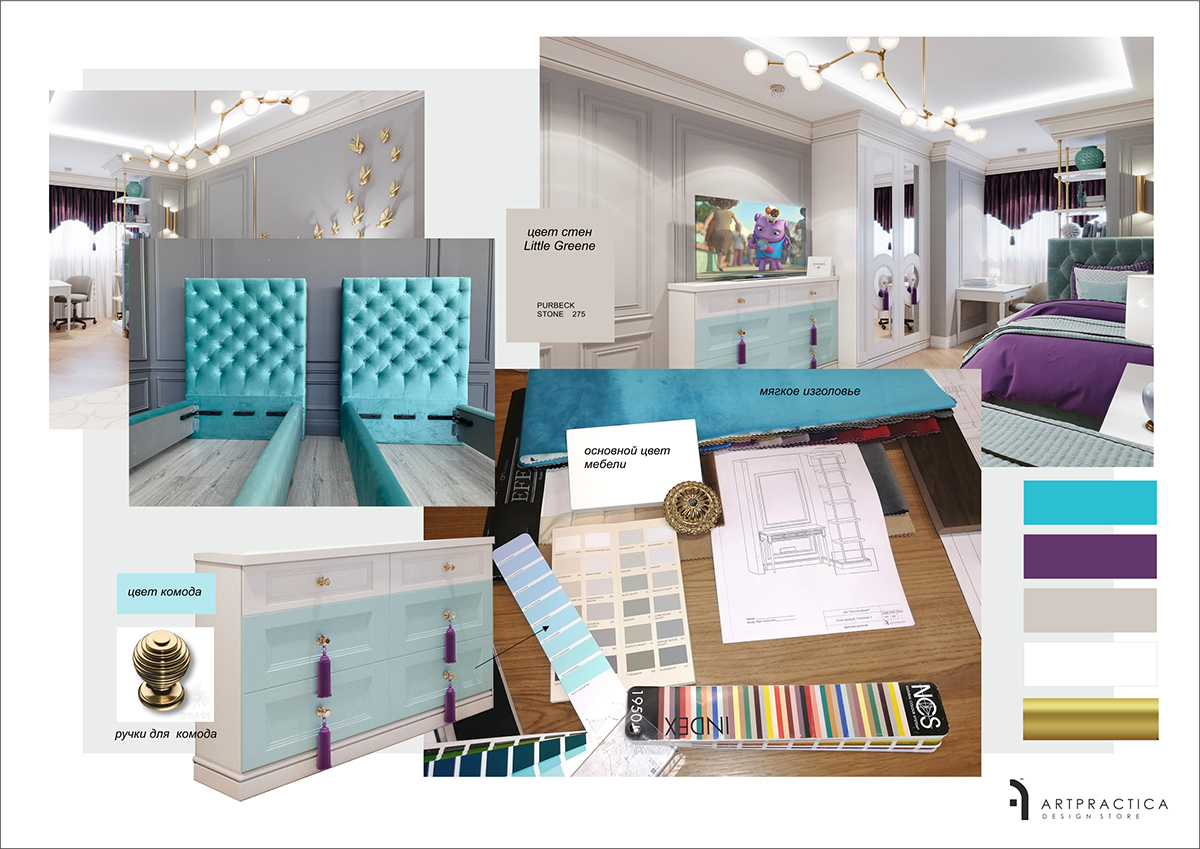 цвет стен
Little Greene
PURBECK
STONE 275
мягкое изголовье
основной цвет
мебели
EFE
цвет комода
ручки для комода
1950
INDEX
NCS
ARTPRACTICA
DESIGN STORE